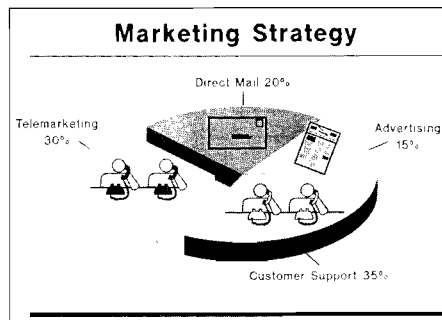 Marketing Strategy
Direct Mail 20%
Telemarketing
30%
Advertising
15%
Customer Support 35%